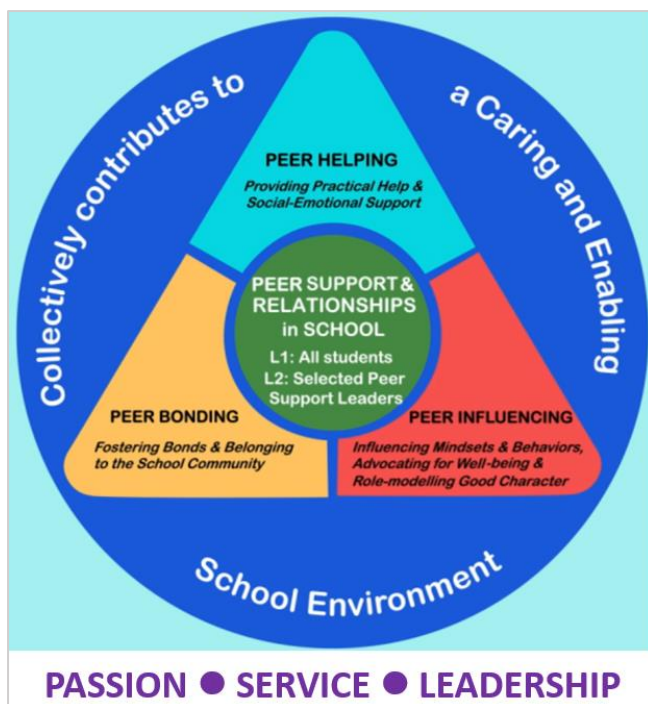 Collectively contributes to
a Caring and Enabling
PEER HELPING
Providing Practical Help &
Social-Emotional Support
PEER SUPPORT &
RELATIONSHIPS
in SCHOOL
L1: All students
L2: Selected Peer
Support Leaders
PEER BONDING
Fostering Bonds & Belonging
to the School Community
PEER INFLUENCING
Influencing Mindsets & Behaviors,
Advocating for Well-being &
Role-modelling Good Character
School Environment
PASSION ● SERVICE ● LEADERSHIP